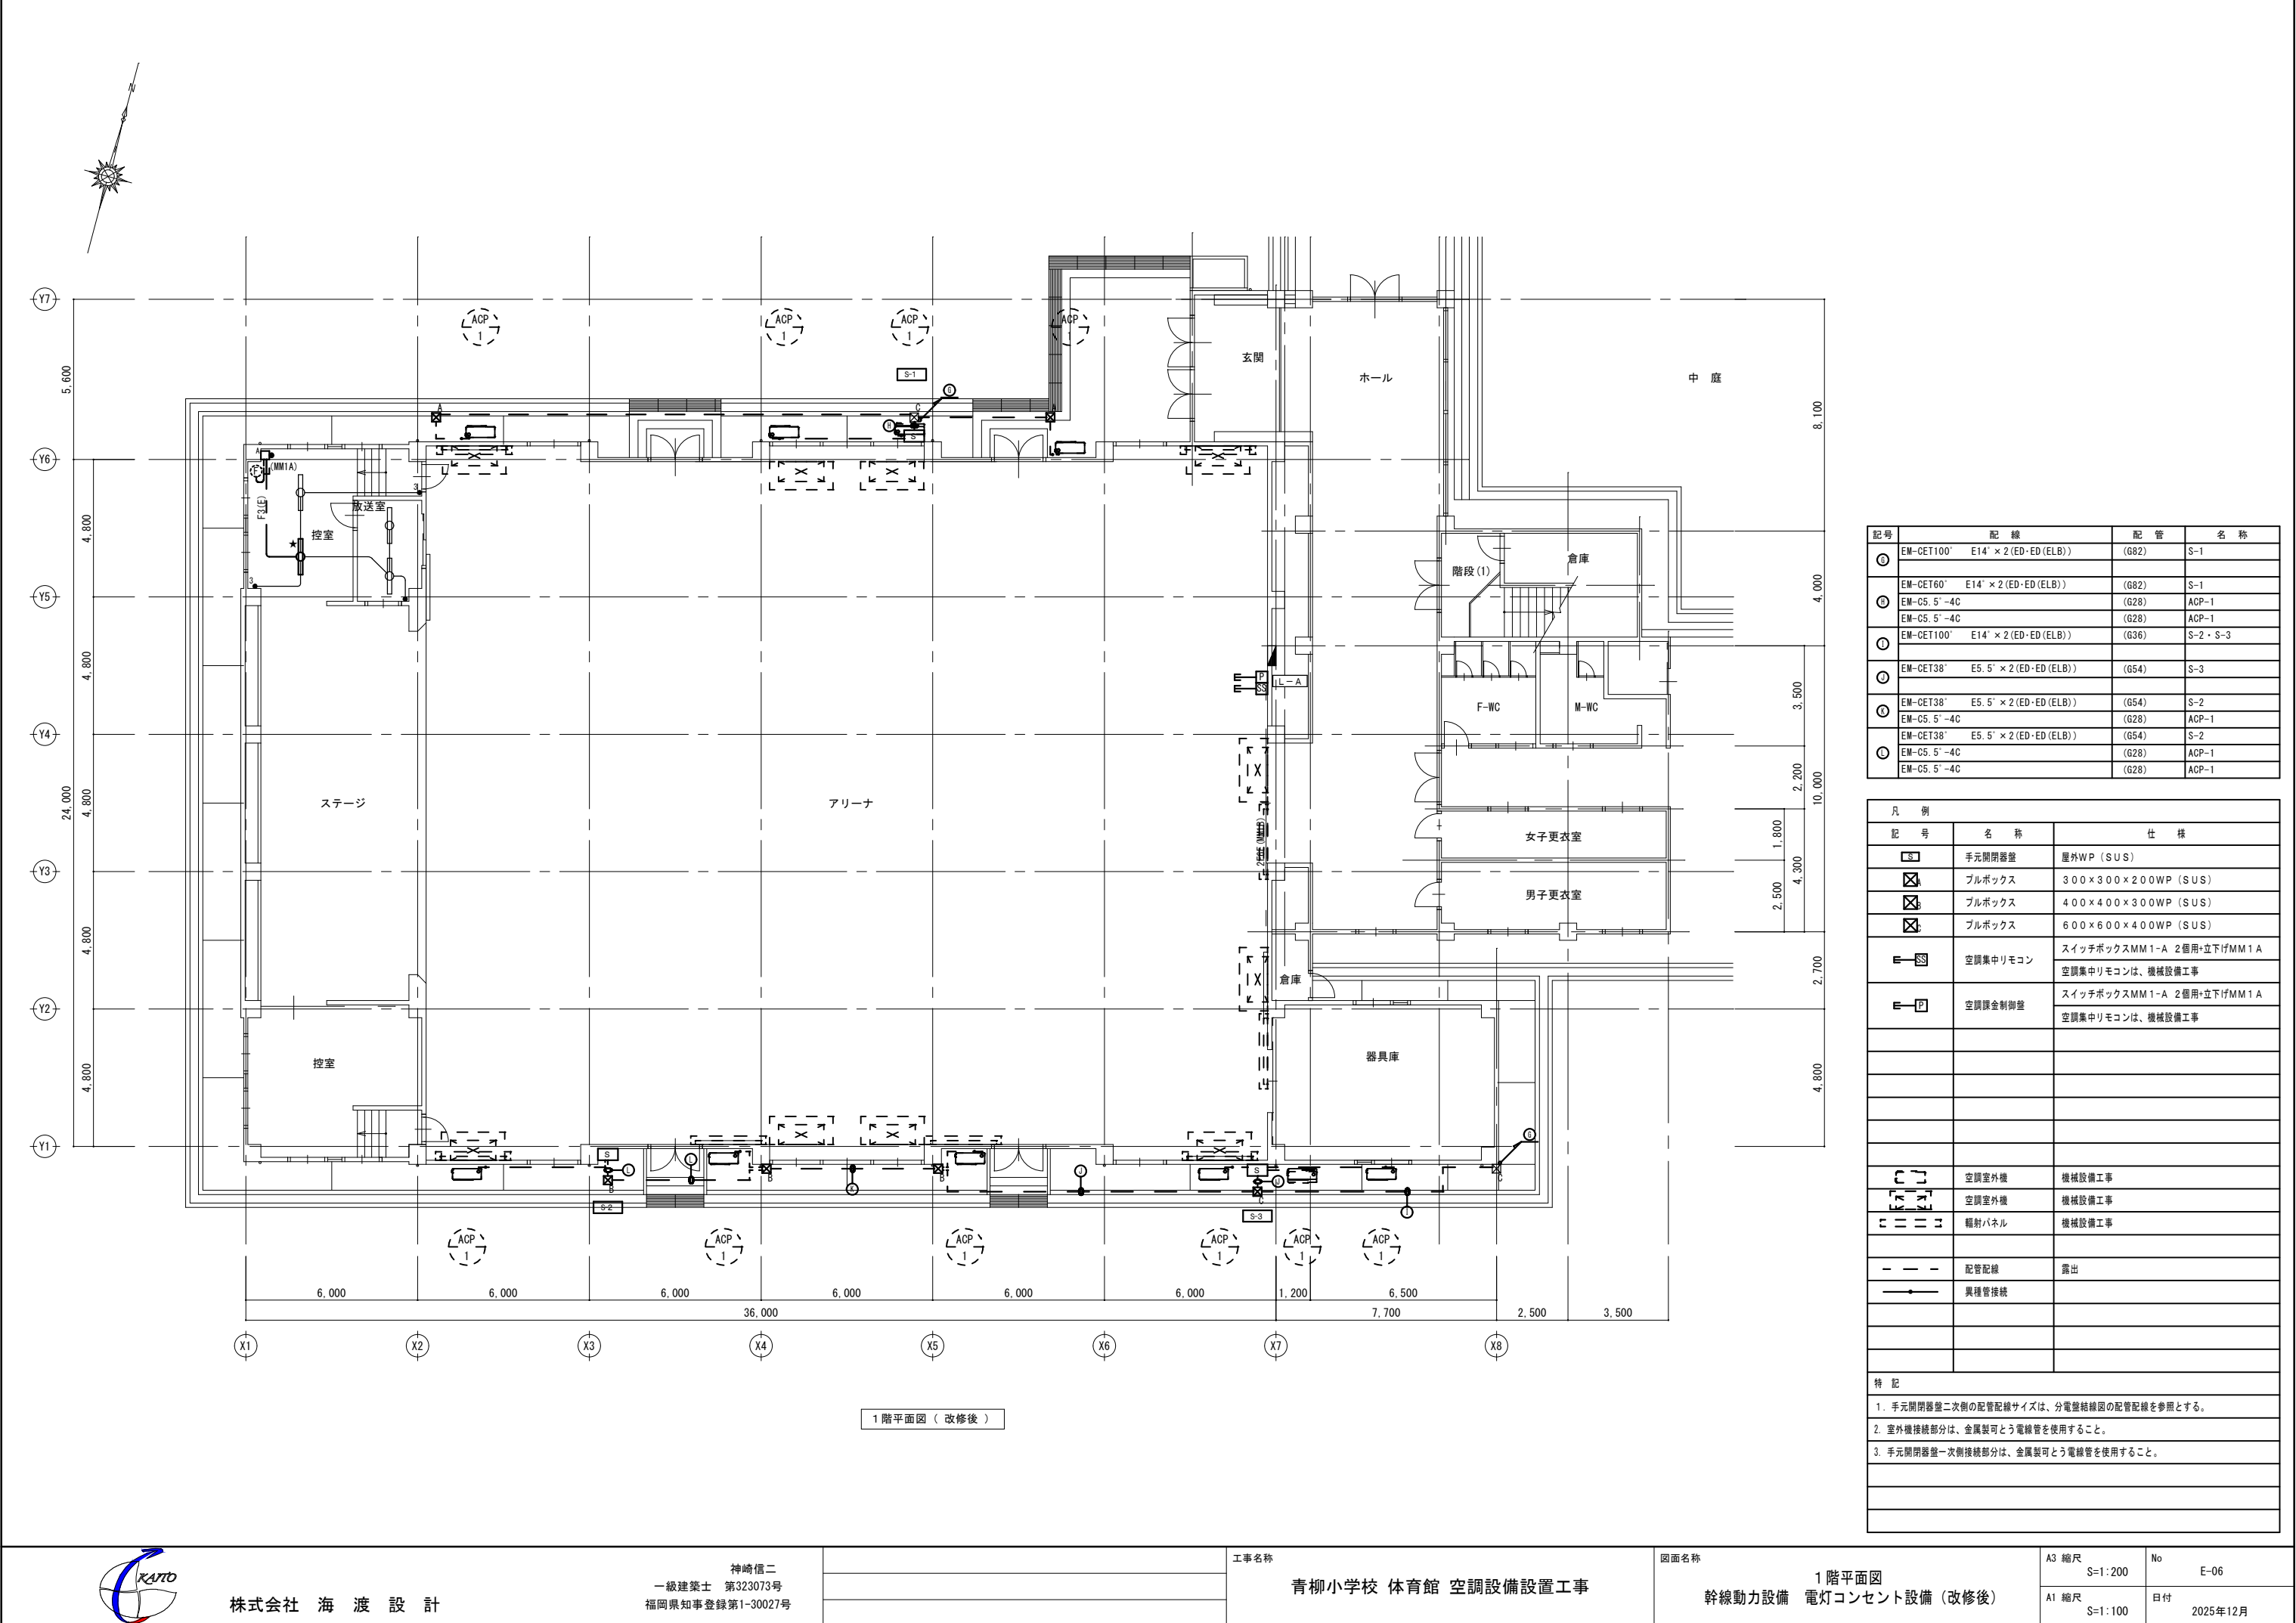 N
Y7
Y6
Y5
Y4
Y3
Y2
Y1
5,600
24,000
4,800
4,800
4,800
4,800
4,800
ACP
1
ACP
1
ACP
1
ACP
1
S-1
G
A
C
A
H
S
玄関
ホール
中 庭
A
(MM1A)
F3(E)
放送室
控室
3
3
★
階段(1)
倉庫
P
SS
L-A
F-WC
M-WC
ステージ
アリーナ
女子更衣室
男子更衣室
倉庫
控室
器具庫
S
L
B
S-2
L
B
K
B
J
S
J
C
S-3
I
G
C
ACP
1
ACP
1
ACP
1
ACP
1
ACP
1
ACP
1
8,100
4,000
3,500
2,200
10,000
1,800
4,300
2,500
2,700
4,800
6,000
6,000
6,000
6,000
6,000
6,000
1,200
6,500
36,000
7,700
2,500
3,500
X1
X2
X3
X4
X5
X6
X7
X8
1階平面図（ 改修後 ）
記号 配 線 配 管 名 称
G EM-CET100゜ E14゜×2(ED·ED(ELB)) (G82) S-1
H EM-CET60゜ E14゜×2(ED·ED(ELB)) (G82) S-1
EM-C5.5゜-4C (G28) ACP-1
EM-C5.5゜-4C (G28) ACP-1
I EM-CET100゜ E14゜×2(ED·ED(ELB)) (G36) S-2・S-3
J EM-CET38゜ E5.5゜×2(ED·ED(ELB)) (G54) S-3
K EM-CET38゜ E5.5゜×2(ED·ED(ELB)) (G54) S-2
EM-C5.5゜-4C (G28) ACP-1
L EM-CET38゜ E5.5゜×2(ED·ED(ELB)) (G54) S-2
EM-C5.5゜-4C (G28) ACP-1
EM-C5.5゜-4C (G28) ACP-1
凡 例
記 号 名 称 仕 様
S 手元開閉器盤 屋外WP（SUS）
A プルボックス 300×300×200WP（SUS）
B プルボックス 400×400×300WP（SUS）
C プルボックス 600×600×400WP（SUS）
SS 空調集中リモコン スイッチボックスMM1-A 2個用+立下げMM1A
空調集中リモコンは、機械設備工事
P 空調課金制御盤 スイッチボックスMM1-A 2個用+立下げMM1A
空調集中リモコンは、機械設備工事
空調室外機 機械設備工事
空調室外機 機械設備工事
輻射パネル 機械設備工事
配管配線 露出
異種管接続
特 記
1. 手元開閉器盤二次側の配管配線サイズは、分電盤結線図の配管配線を参照とする。
2. 室外機接続部分は、金属製可とう電線管を使用すること。
3. 手元開閉器盤一次側接続部分は、金属製可とう電線管を使用すること。
KAITO
株式会社 海 渡 設 計
神崎信二
一級建築士 第323073号
福岡県知事登録第1-30027号
工事名称
青柳小学校 体育館 空調設備設置工事
図面名称
1階平面図
幹線動力設備 電灯コンセント設備（改修後）
A3 縮尺
S=1:200
A1 縮尺
S=1:100
No
E-06
日付
2025年12月